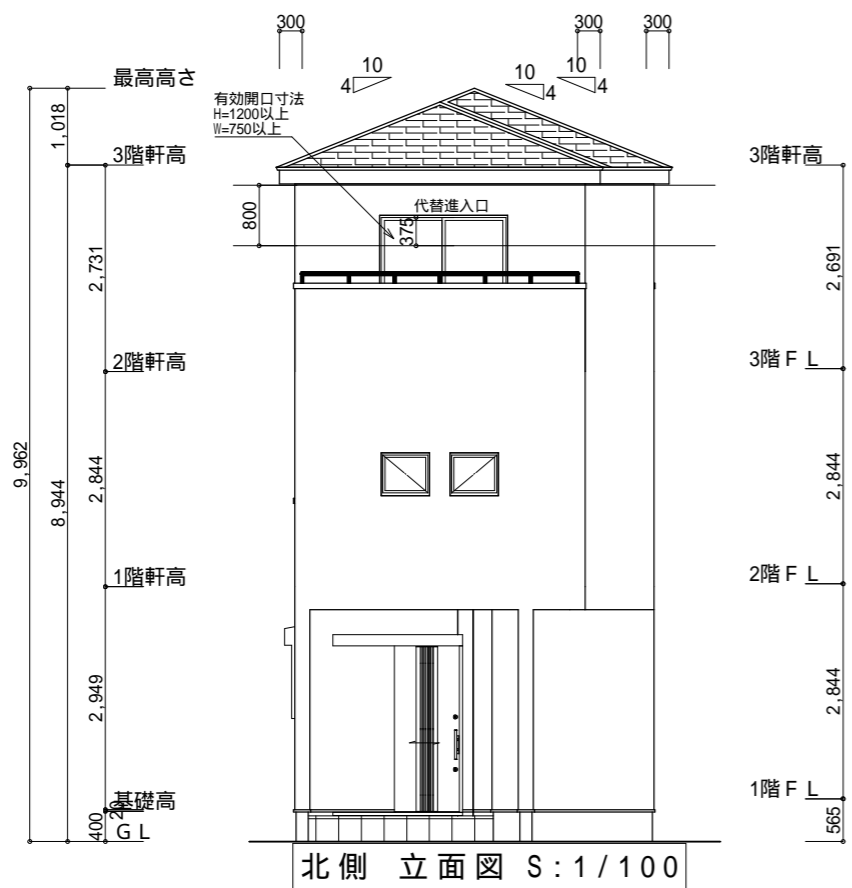 300
300
300
10
4
10
4
10
4
最高高さ
有効開口寸法
H=1200以上
W=750以上
1,018
3階軒高
3階軒高
代替進入口
800
375
2,731
2,691
2階軒高
3階ＦＬ
9,962
8,944
2,844
2,844
1階軒高
2階ＦＬ
2,949
2,844
基礎高
20
1階ＦＬ
400
ＧＬ
565
北側 立面図 S:1/100